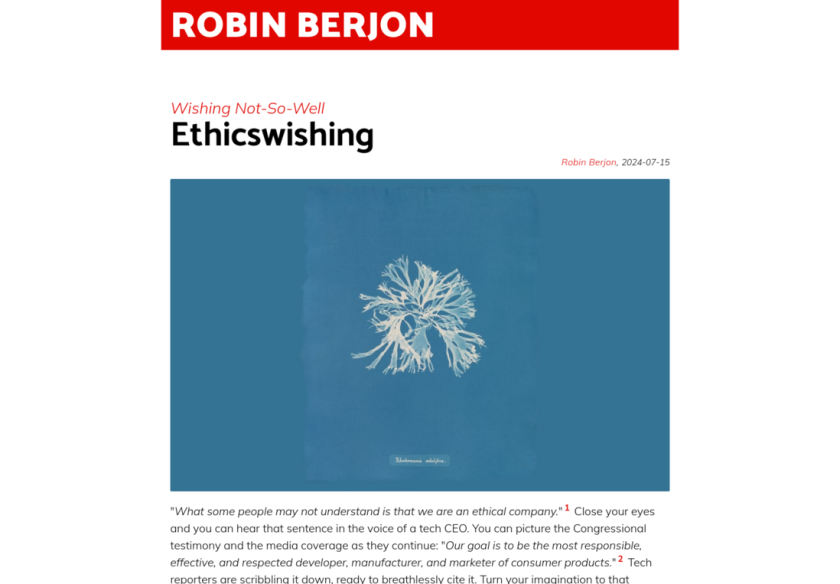 ROBIN BERJON
Wishing Not-So-Well
Ethicswishing
Robin Berjon, 2024-07-15
"What some people may not understand is that we are an ethical company." 1 Close your eyes
and you can hear that sentence in the voice of a tech CEO. You can picture the Congressional
testimony and the media coverage as they continue: "Our goal is to be the most responsible,
effective, and respected developer, manufacturer, and marketer of consumer products." 2 Tech
reporters are scribbling it down, ready to breathlessly cite it. Turn your imagination to that